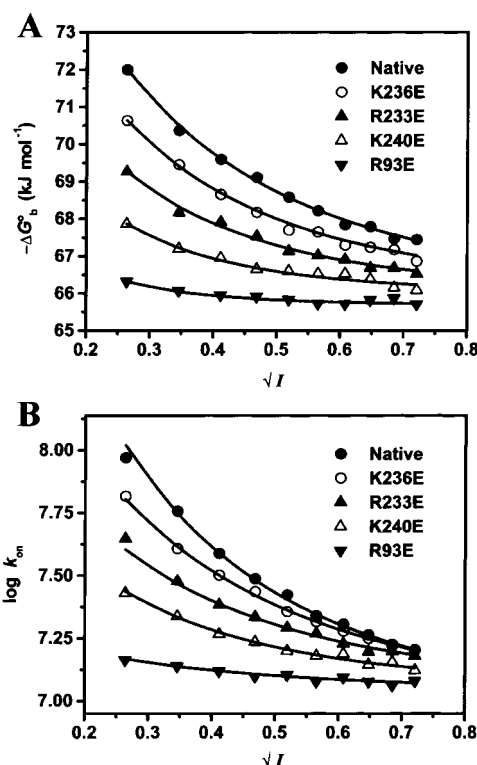 A
73
72
71
70
69
68
67
66
65
−ΔG°b (kJ mol⁻¹)
Native
K236E
R233E
K240E
R93E
0.2 0.3 0.4 0.5 0.6 0.7 0.8
√I
B
8.00
7.75
7.50
7.25
7.00
log kon
Native
K236E
R233E
K240E
R93E
0.2 0.3 0.4 0.5 0.6 0.7 0.8
√I